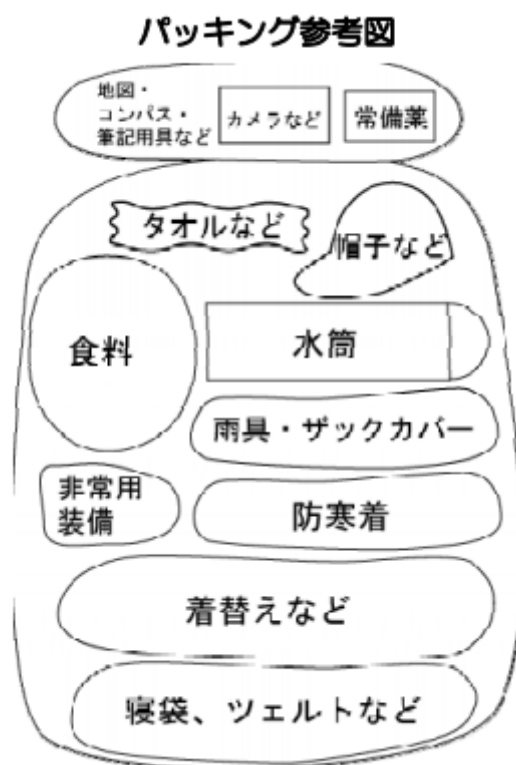 パッキング参考図
地図・
コンパス・
筆記用具など
カメラなど
常備薬
タオルなど
帽子など
食料
水筒
雨具・ザックカバー
非常用
装備
防寒着
着替えなど
寝袋、ツェルトなど